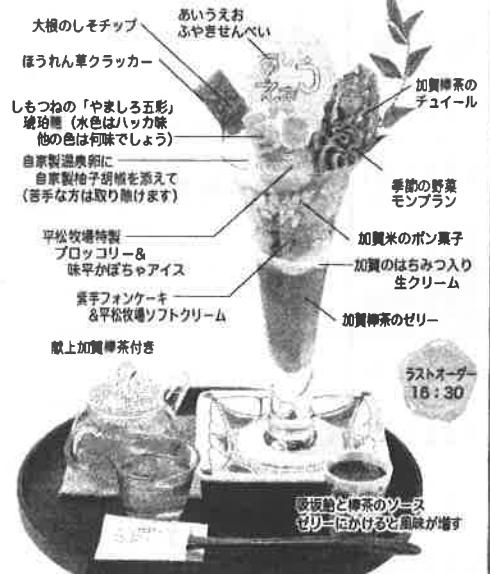 大根のしそチップ
あいうえお
ふやきせんべい
ほうれん草クラッカー
加賀棒茶の
チュイール
しもつねの「やましろ五彩」
琥珀糖（水色はハッカ味
他の色は何味でしょう）
自家製温泉卵に
自家製柚子胡椒を添えて
（苦手な方は取り除けます）
季節の野菜
モンブラン
平松牧場特製
ブロッコリー＆
味平かぼちゃアイス
加賀米のポン菓子
加賀のはちみつ入り
生クリーム
紫芋フォンケーキ
＆平松牧場ソフトクリーム
加賀棒茶のゼリー
献上加賀棒茶付き
ラストオーダー
16：30
吸坂飴と棒茶のソース
ゼリーにかけると風味が増す